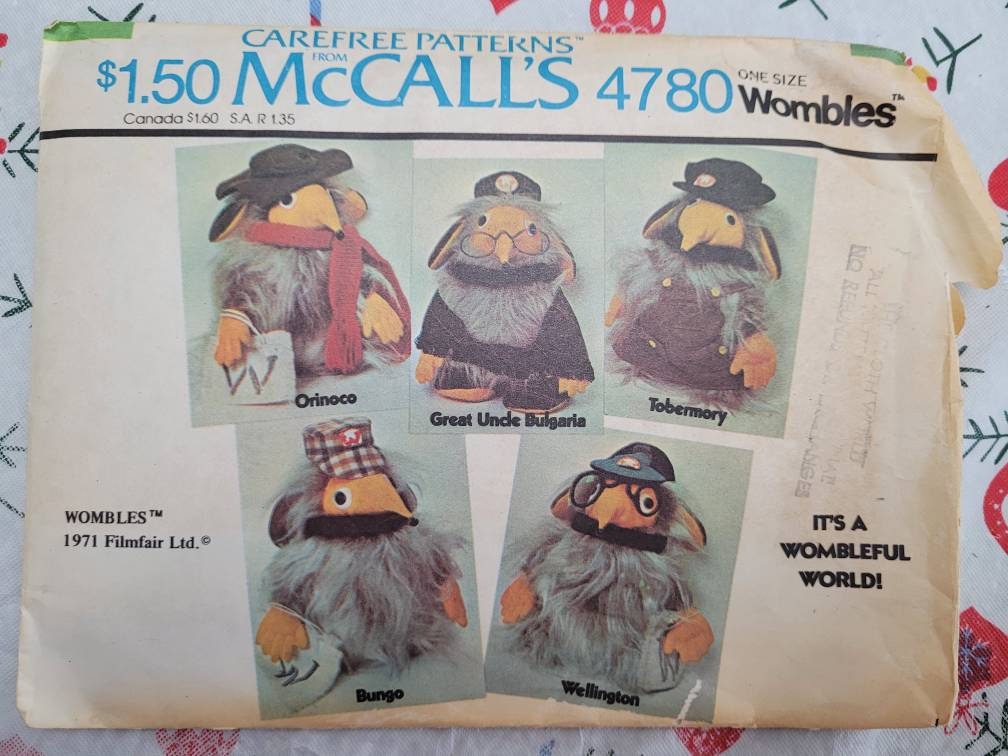 CAREFREE PATTERNS™
$1.50 FROM McCALL'S 4780 ONE SIZE Wombles™
Canada $1.60 S.A. R 1.35
Orinoco
Great Uncle Bulgaria
Tobermory
W
WOMBLES™
1971 Filmfair Ltd.©
IT'S A
WOMBLEFUL
WORLD!
Bungo
Wellington